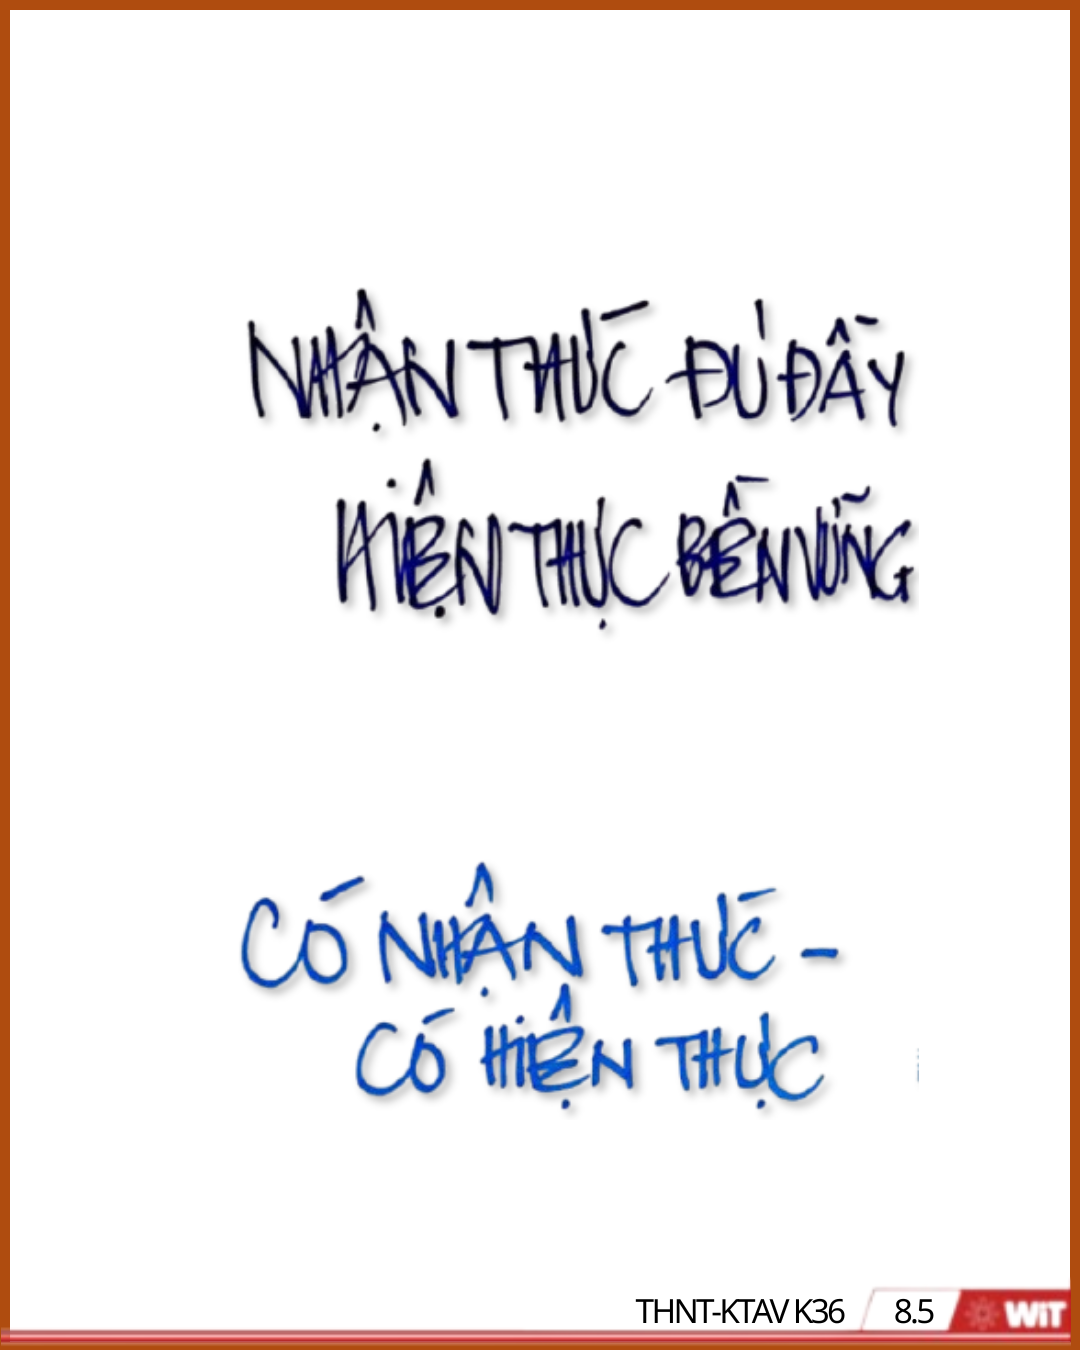 NHẬN THỨC ĐỦ ĐẦY
HIỆN THỰC BỀN VỮNG
CÓ NHẬN THỨC -
CÓ HIỆN THỰC
THNT-KTAV K36 8.5 WiT